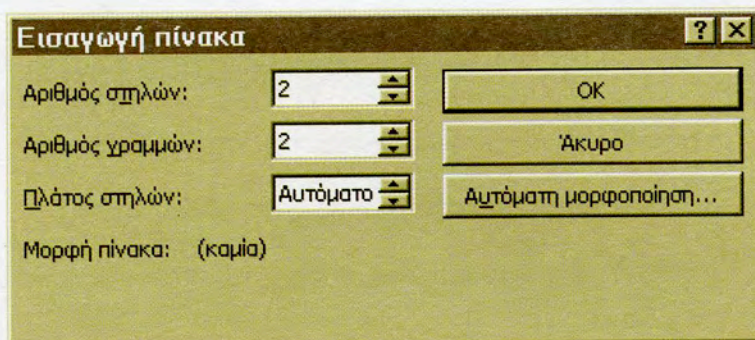 Εισαγωγή πίνακα
Αριθμός στηλών: 2 OK
Αριθμός γραμμών: 2 Άκυρο
Πλάτος στηλών: Αυτόματο Αυτόματη μορφοποίηση...
Μορφή πίνακα: (καμία)